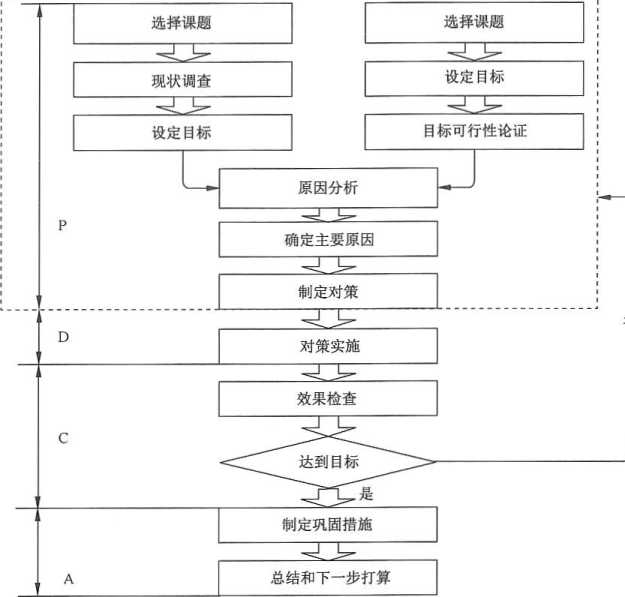 选择课题
选择课题
现状调查
设定目标
设定目标
目标可行性论证
原因分析
P
确定主要原因
制定对策
D
对策实施
效果检查
C
达到目标
是
制定巩固措施
A
总结和下一步打算